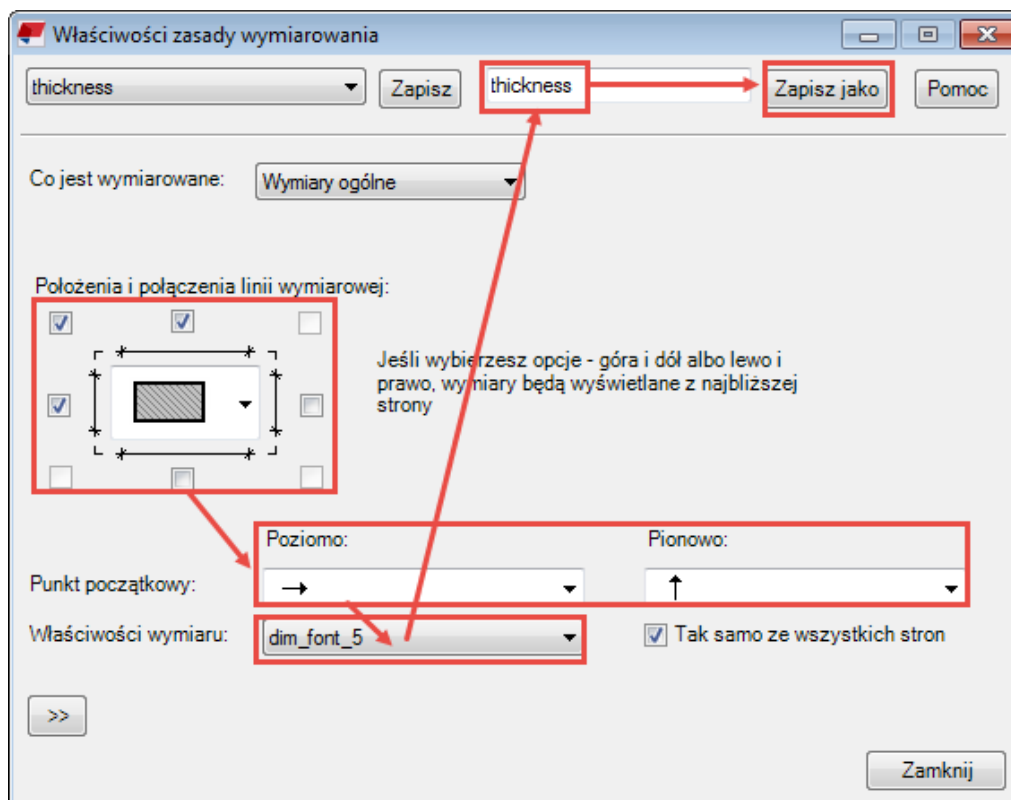 Właściwości zasady wymiarowania
thickness Zapisz thickness Zapisz jako Pomoc
Co jest wymiarowane: Wymiary ogólne
Położenia i połączenia linii wymiarowej:
Jeśli wybierzesz opcje - góra i dół albo lewo i
prawo, wymiary będą wyświetlane z najbliższej
strony
Poziomo: Pionowo:
Punkt początkowy:
Właściwości wymiaru: dim_font_5 Tak samo ze wszystkich stron
>>
Zamknij